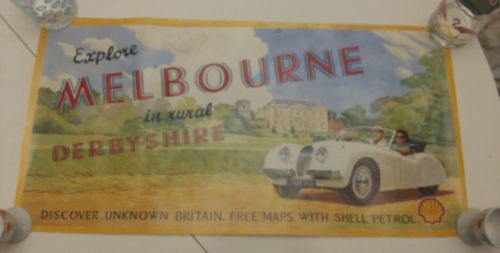 Explore
MELBOURNE
in rural
DERBYSHIRE
DISCOVER UNKNOWN BRITAIN. FREE MAPS WITH SHELL PETROL.